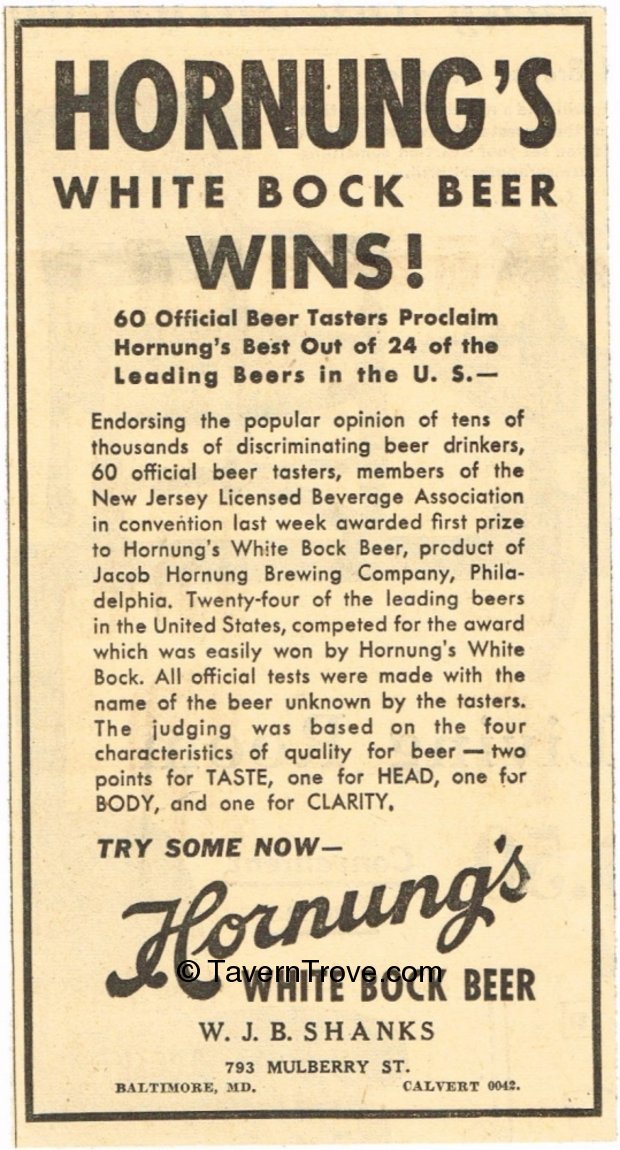 HORNUNG'S
WHITE BOCK BEER
WINS!
60 Official Beer Tasters Proclaim
Hornung's Best Out of 24 of the
Leading Beers in the U. S.—
Endorsing the popular opinion of tens of
thousands of discriminating beer drinkers,
60 official beer tasters, members of the
New Jersey Licensed Beverage Association
in convention last week awarded first prize
to Hornung's White Bock Beer, product of
Jacob Hornung Brewing Company, Phila-
delphia. Twenty-four of the leading beers
in the United States, competed for the award
which was easily won by Hornung's White
Bock. All official tests were made with the
name of the beer unknown by the tasters.
The judging was based on the four
characteristics of quality for beer — two
points for TASTE, one for HEAD, one for
BODY, and one for CLARITY.
TRY SOME NOW—
Hornung's
© TavernTrove.com
WHITE BOCK BEER
W. J. B. SHANKS
793 MULBERRY ST.
BALTIMORE, MD. CALVERT 0042.